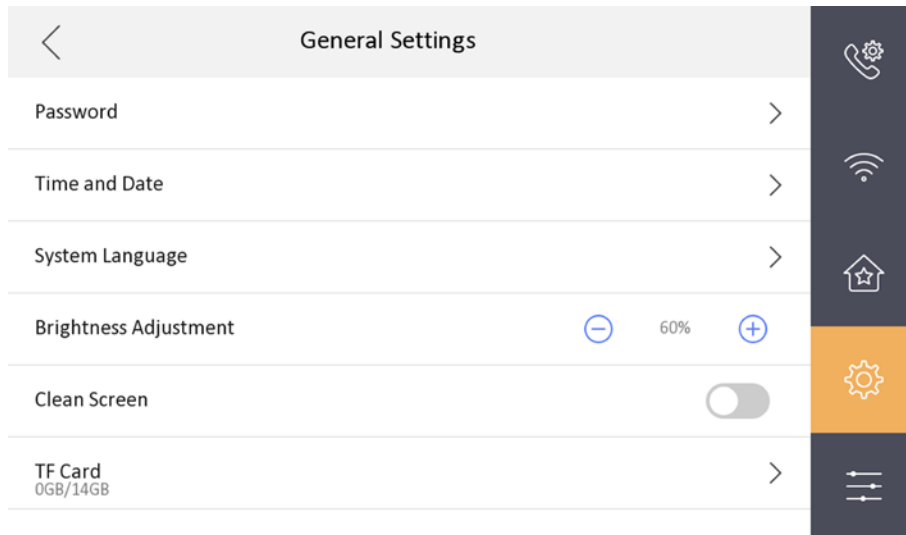 General Settings
Password
Time and Date
System Language
Brightness Adjustment
60%
Clean Screen
TF Card
0GB/14GB